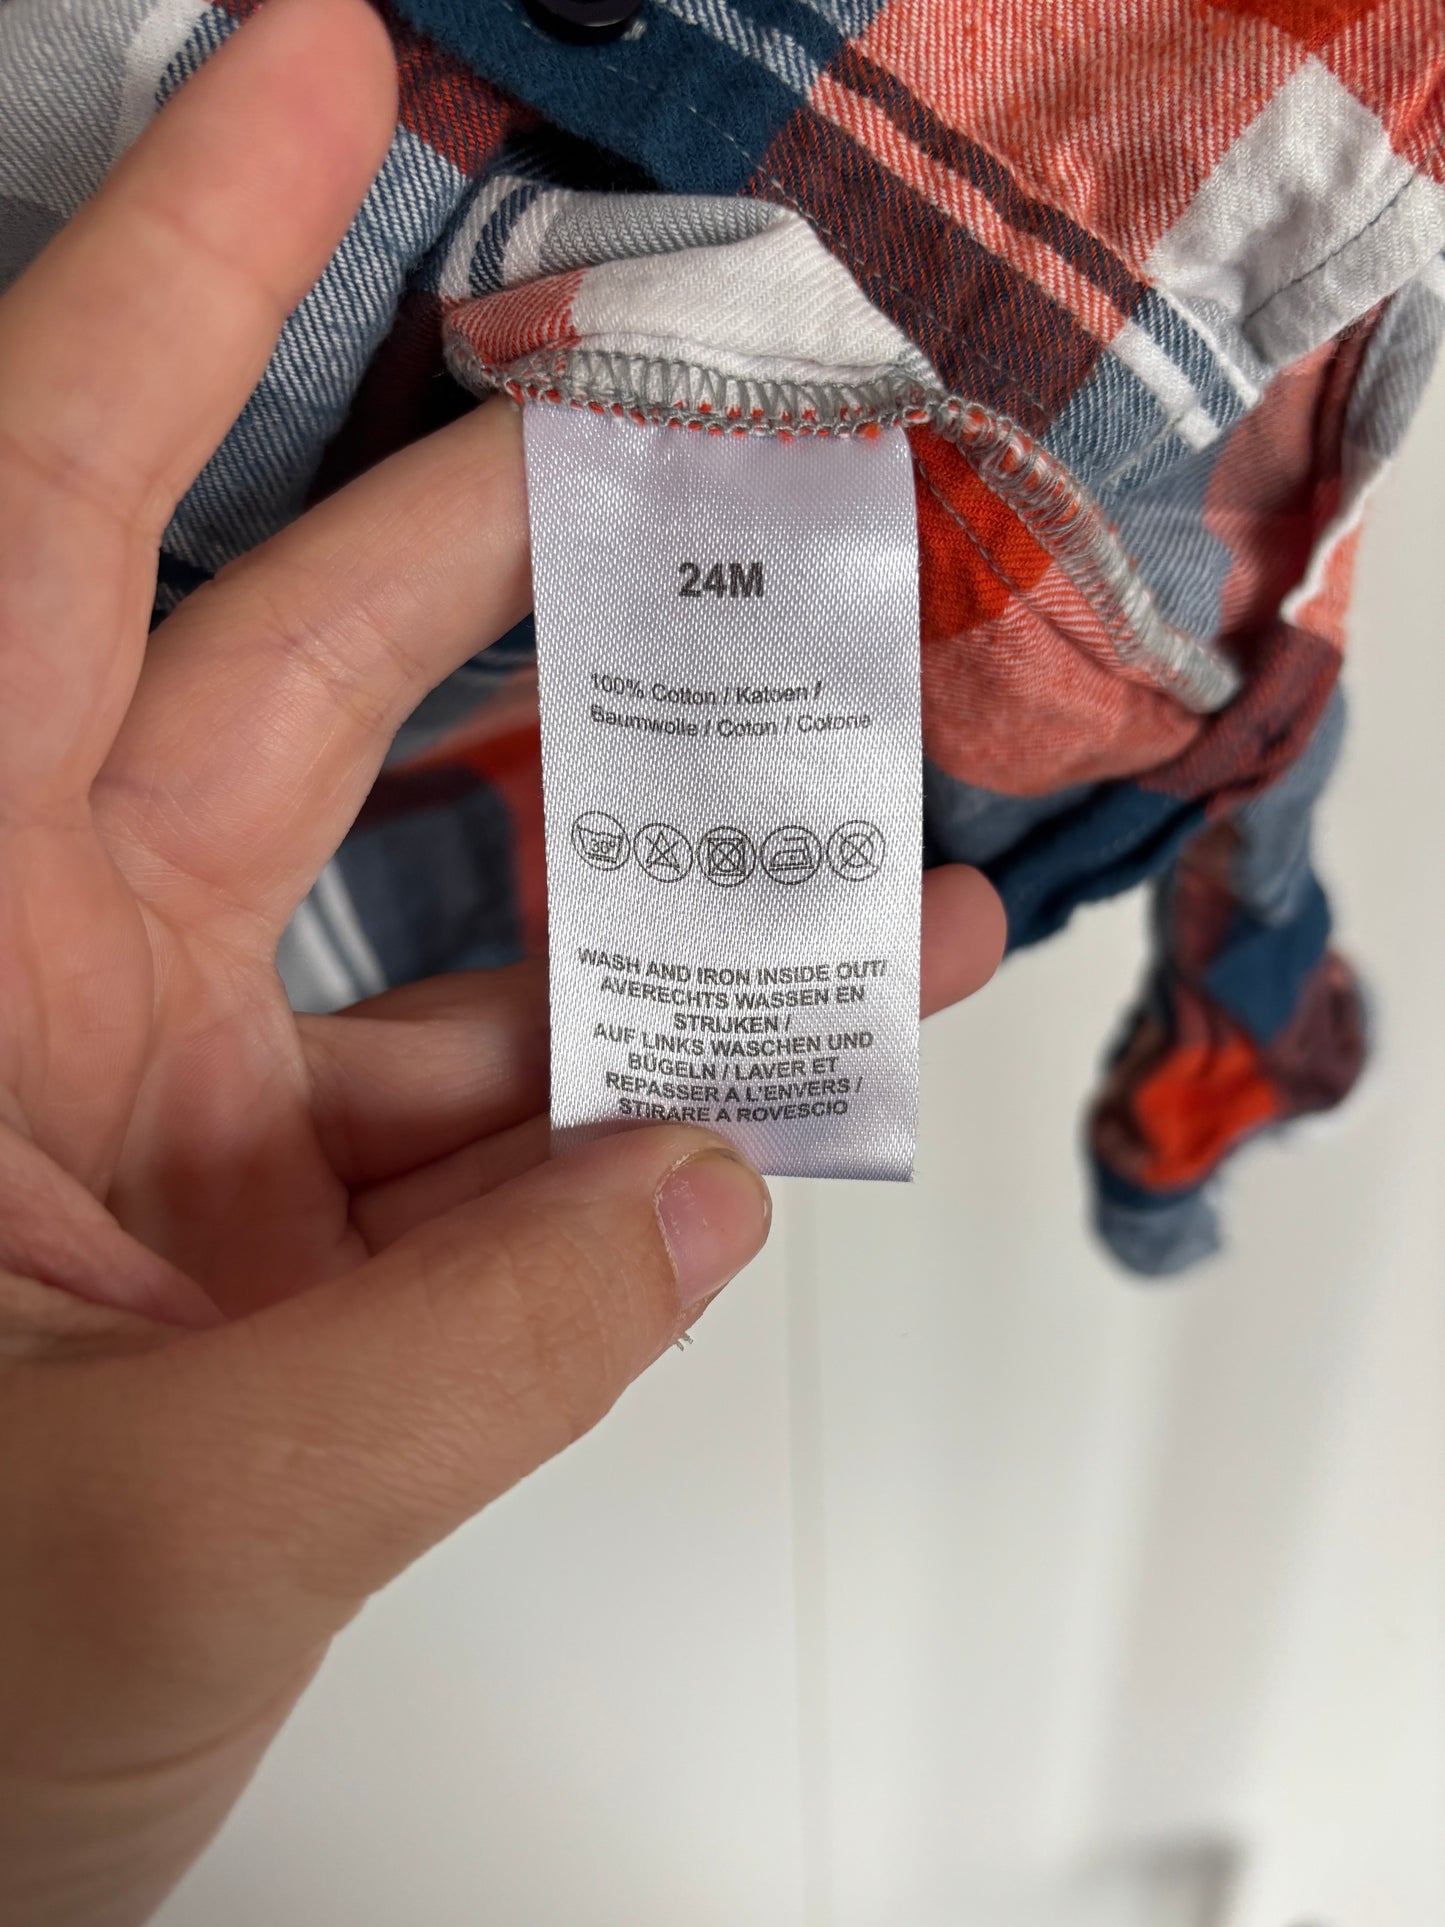 24M
100% Cotton / Katoen /
Baumwolle / Coton / Cotone
30°
WASH AND IRON INSIDE OUT/
AVERECHTS WASSEN EN
STRIJKEN /
AUF LINKS WASCHEN UND
BÜGELN / LAVER ET
REPASSER A L'ENVERS /
STIRARE A ROVESCIO